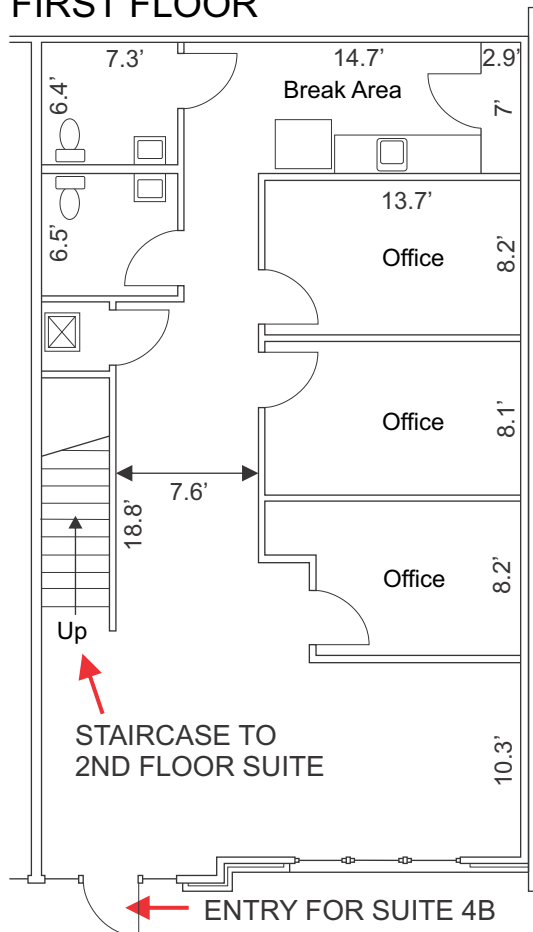 FIRST FLOOR
7.3’
14.7’
2.9’
6.4’
Break Area
7’
13.7’
6.5’
Office
8.2’
Office
8.1’
7.6’
18.8’
Office
8.2’
Up
STAIRCASE TO
2ND FLOOR SUITE
10.3’
ENTRY FOR SUITE 4B